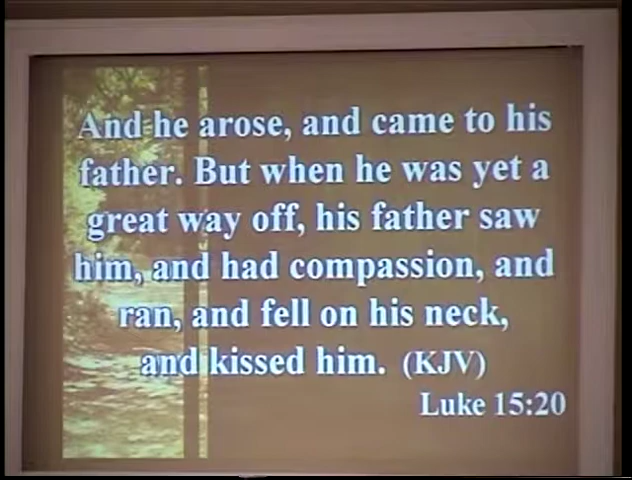 And he arose, and came to his
father. But when he was yet a
great way off, his father saw
him, and had compassion, and
ran, and fell on his neck,
and kissed him. (KJV)
Luke 15:20